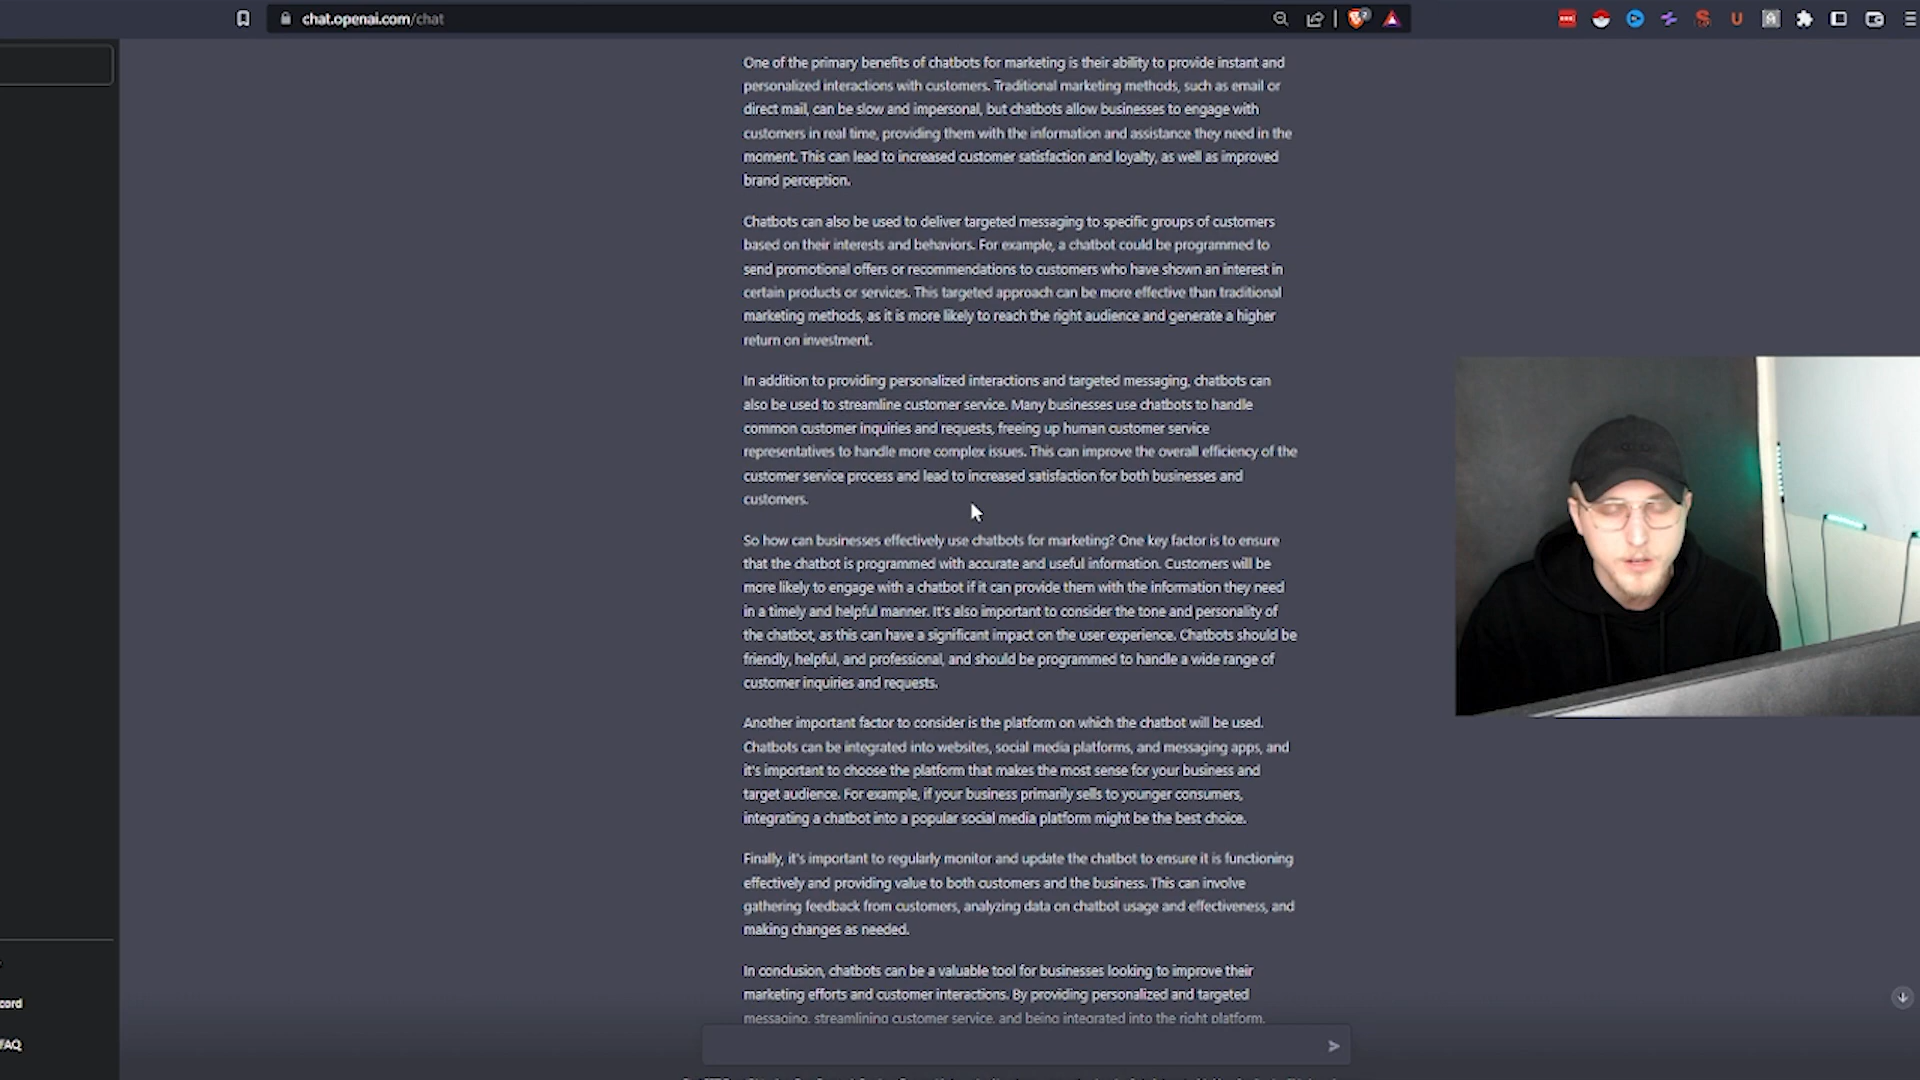 chat.openai.com/chat
One of the primary benefits of chatbots for marketing is their ability to provide instant and
personalized interactions with customers. Traditional marketing methods, such as email or
direct mail, can be slow and impersonal, but chatbots allow businesses to engage with
customers in real time, providing them with the information and assistance they need in the
moment. This can lead to increased customer satisfaction and loyalty, as well as improved
brand perception.
Chatbots can also be used to deliver targeted messaging to specific groups of customers
based on their interests and behaviors. For example, a chatbot could be programmed to
send promotional offers or recommendations to customers who have shown an interest in
certain products or services. This targeted approach can be more effective than traditional
marketing methods, as it is more likely to reach the right audience and generate a higher
return on investment.
In addition to providing personalized interactions and targeted messaging, chatbots can
also be used to streamline customer service. Many businesses use chatbots to handle
common customer inquiries and requests, freeing up human customer service
representatives to handle more complex issues. This can improve the overall efficiency of the
customer service process and lead to increased satisfaction for both businesses and
customers.
So how can businesses effectively use chatbots for marketing? One key factor is to ensure
that the chatbot is programmed with accurate and useful information. Customers will be
more likely to engage with a chatbot if it can provide them with the information they need
in a timely and helpful manner. It's also important to consider the tone and personality of
the chatbot, as this can have a significant impact on the user experience. Chatbots should be
friendly, helpful, and professional, and should be programmed to handle a wide range of
customer inquiries and requests.
Another important factor to consider is the platform on which the chatbot will be used.
Chatbots can be integrated into websites, social media platforms, and messaging apps, and
it's important to choose the platform that makes the most sense for your business and
target audience. For example, if your business primarily sells to younger consumers,
integrating a chatbot into a popular social media platform might be the best choice.
Finally, it's important to regularly monitor and update the chatbot to ensure it is functioning
effectively and providing value to both customers and the business. This can involve
gathering feedback from customers, analyzing data on chatbot usage and effectiveness, and
making changes as needed.
In conclusion, chatbots can be a valuable tool for businesses looking to improve their
marketing efforts and customer interactions. By providing personalized and targeted
messaging, streamlining customer service, and being integrated into the right platform,
cord
FAQ